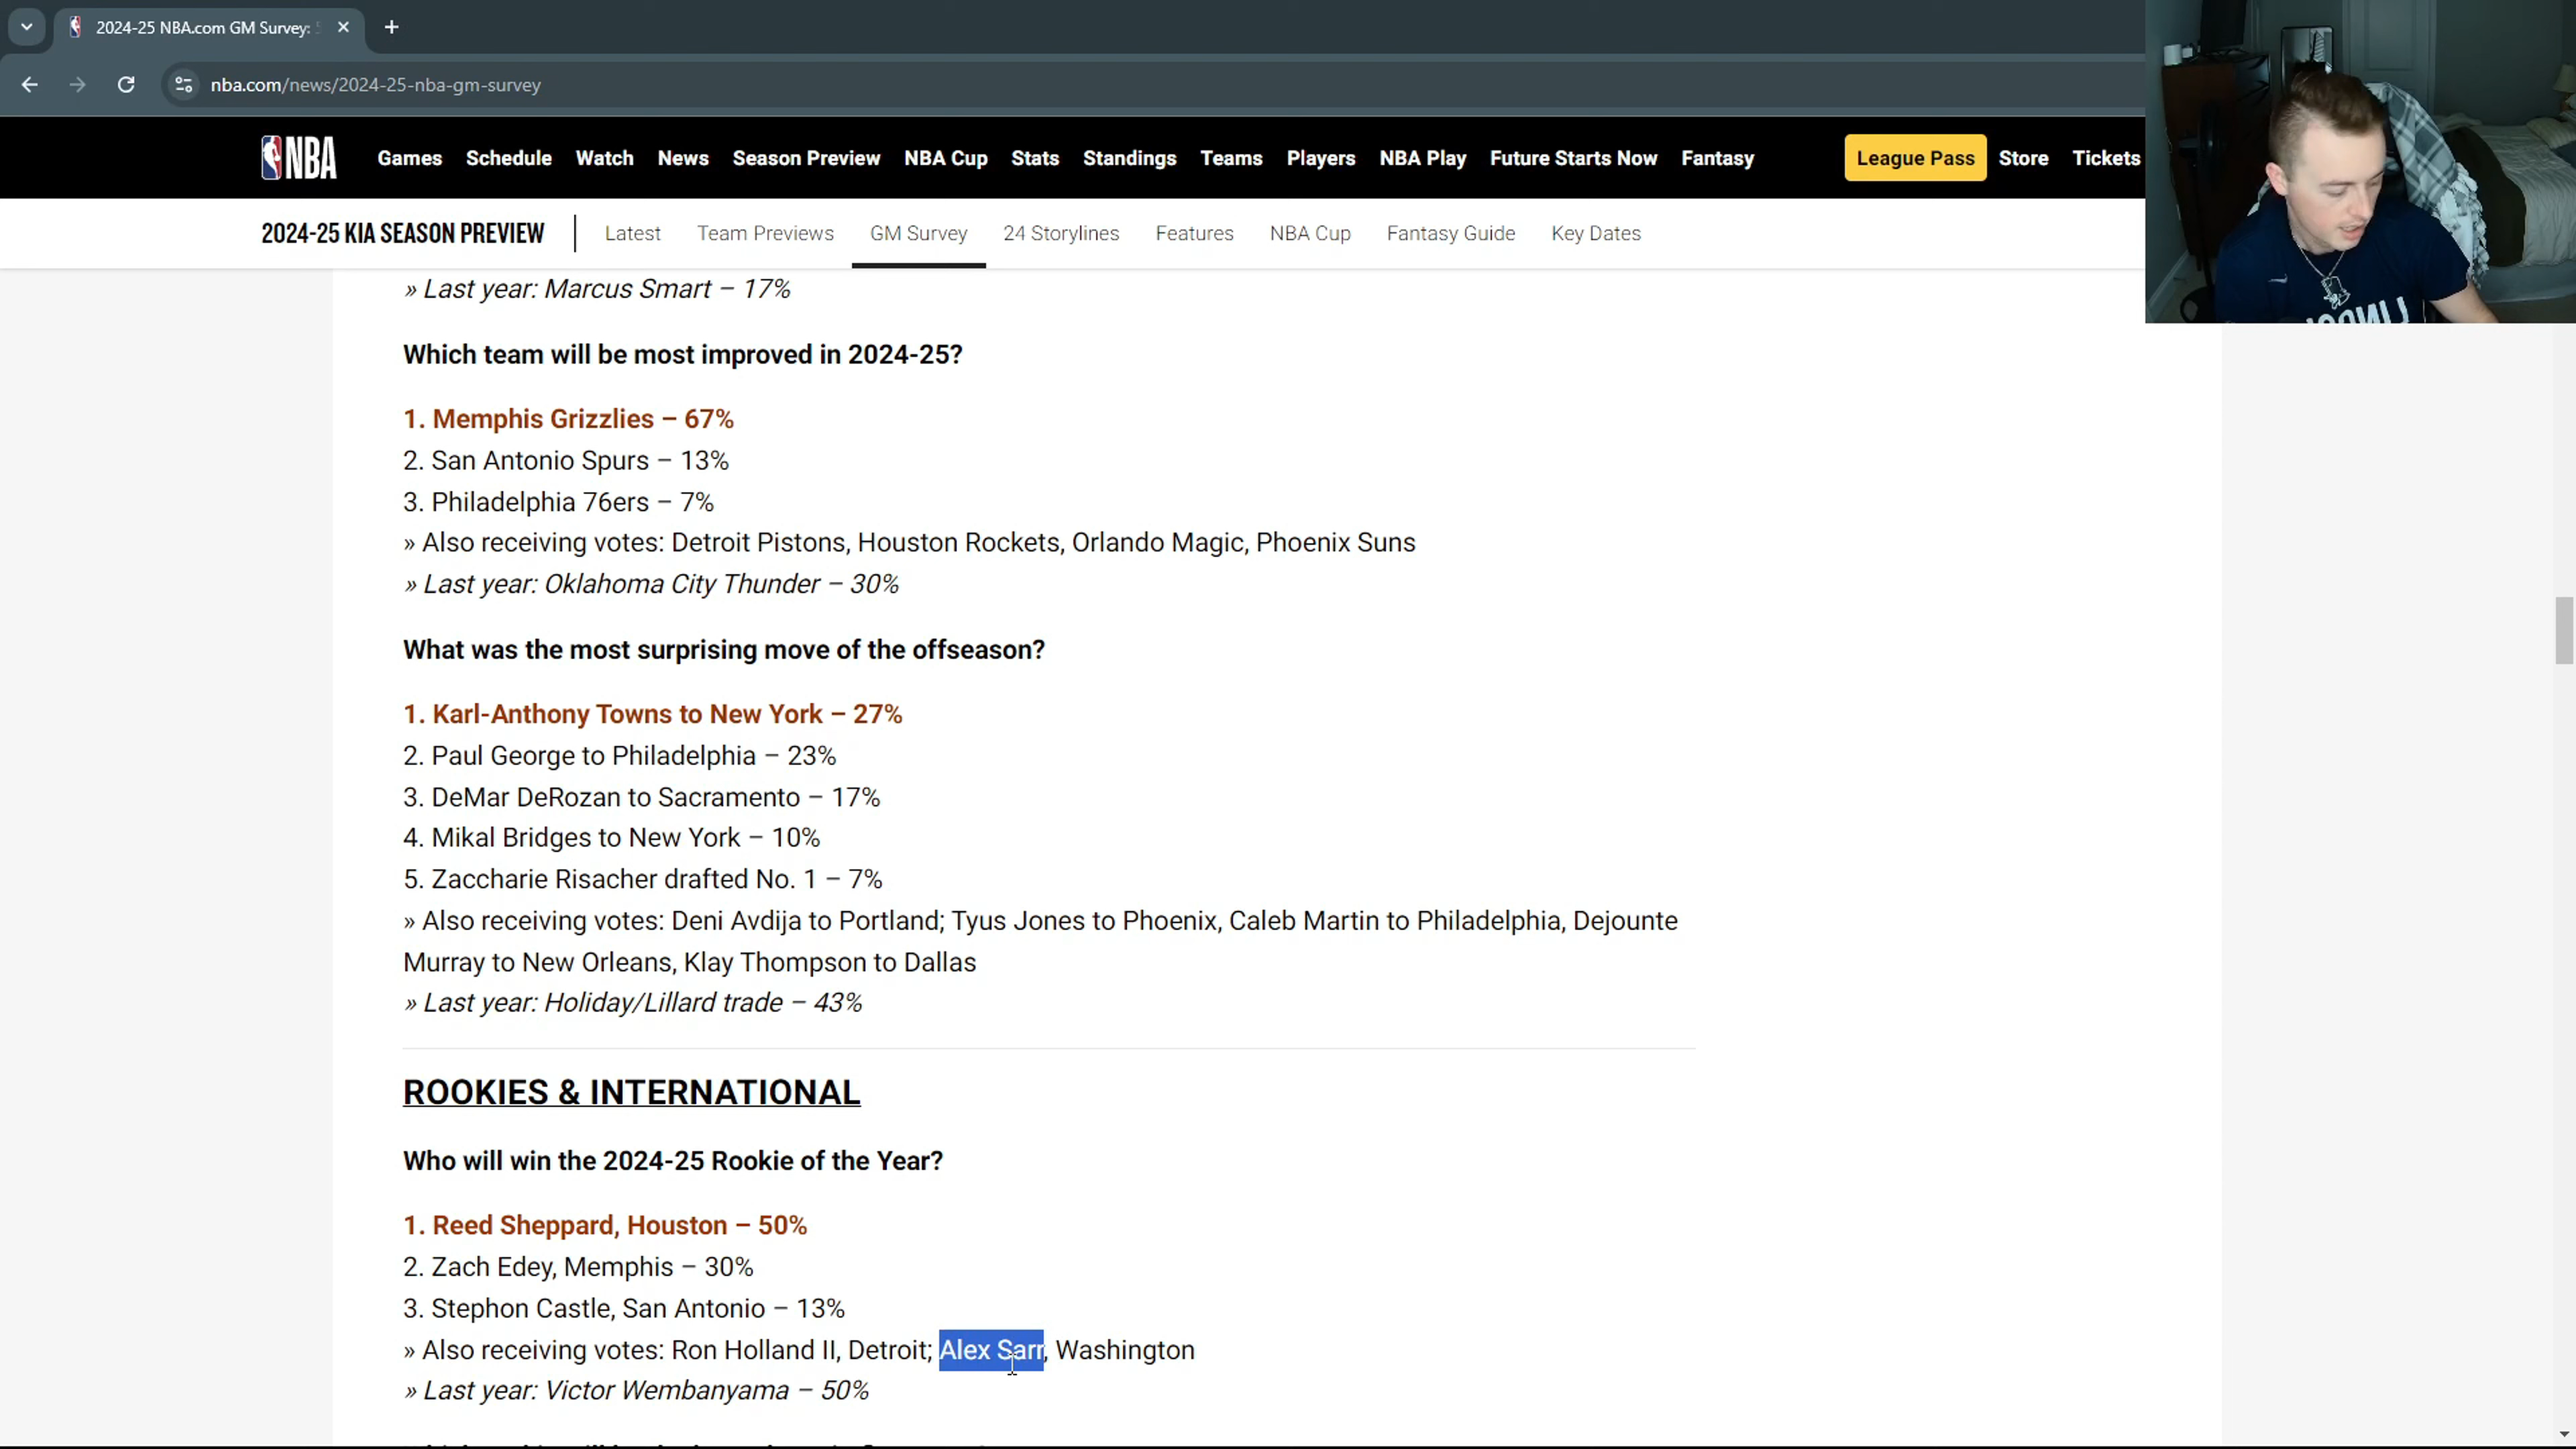 2024-25 NBA.com GM Survey:
nba.com/news/2024-25-nba-gm-survey
NBA Games Schedule Watch News Season Preview NBA Cup Stats Standings Teams Players NBA Play Future Starts Now Fantasy League Pass Store Tickets
2024-25 KIA SEASON PREVIEW Latest Team Previews GM Survey 24 Storylines Features NBA Cup Fantasy Guide Key Dates
» Last year: Marcus Smart – 17%
Which team will be most improved in 2024-25?
1. Memphis Grizzlies – 67%
2. San Antonio Spurs – 13%
3. Philadelphia 76ers – 7%
» Also receiving votes: Detroit Pistons, Houston Rockets, Orlando Magic, Phoenix Suns
» Last year: Oklahoma City Thunder – 30%
What was the most surprising move of the offseason?
1. Karl-Anthony Towns to New York – 27%
2. Paul George to Philadelphia – 23%
3. DeMar DeRozan to Sacramento – 17%
4. Mikal Bridges to New York – 10%
5. Zaccharie Risacher drafted No. 1 – 7%
» Also receiving votes: Deni Avdija to Portland; Tyus Jones to Phoenix, Caleb Martin to Philadelphia, Dejounte
Murray to New Orleans, Klay Thompson to Dallas
» Last year: Holiday/Lillard trade – 43%
ROOKIES & INTERNATIONAL
Who will win the 2024-25 Rookie of the Year?
1. Reed Sheppard, Houston – 50%
2. Zach Edey, Memphis – 30%
3. Stephon Castle, San Antonio – 13%
» Also receiving votes: Ron Holland II, Detroit; Alex Sarr, Washington
» Last year: Victor Wembanyama – 50%